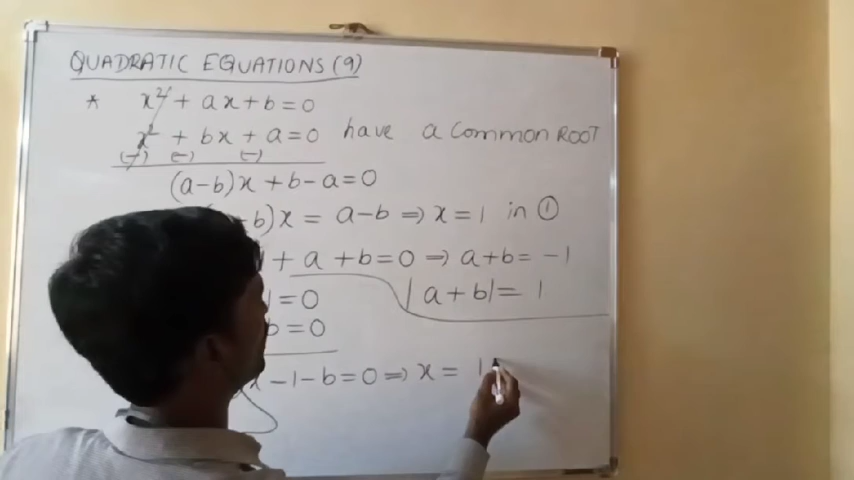 QUADRATIC EQUATIONS (9)
* x² + ax + b = 0
x² + bx + a = 0 have a Common ROOT
(-) (-) (-)
(a-b)x + b - a = 0
b)x = a - b ⇒ x = 1 in ①
+ a + b = 0 ⇒ a + b = -1
= 0 |a + b| = 1
b = 0
x - 1 - b = 0 ⇒ x = 1